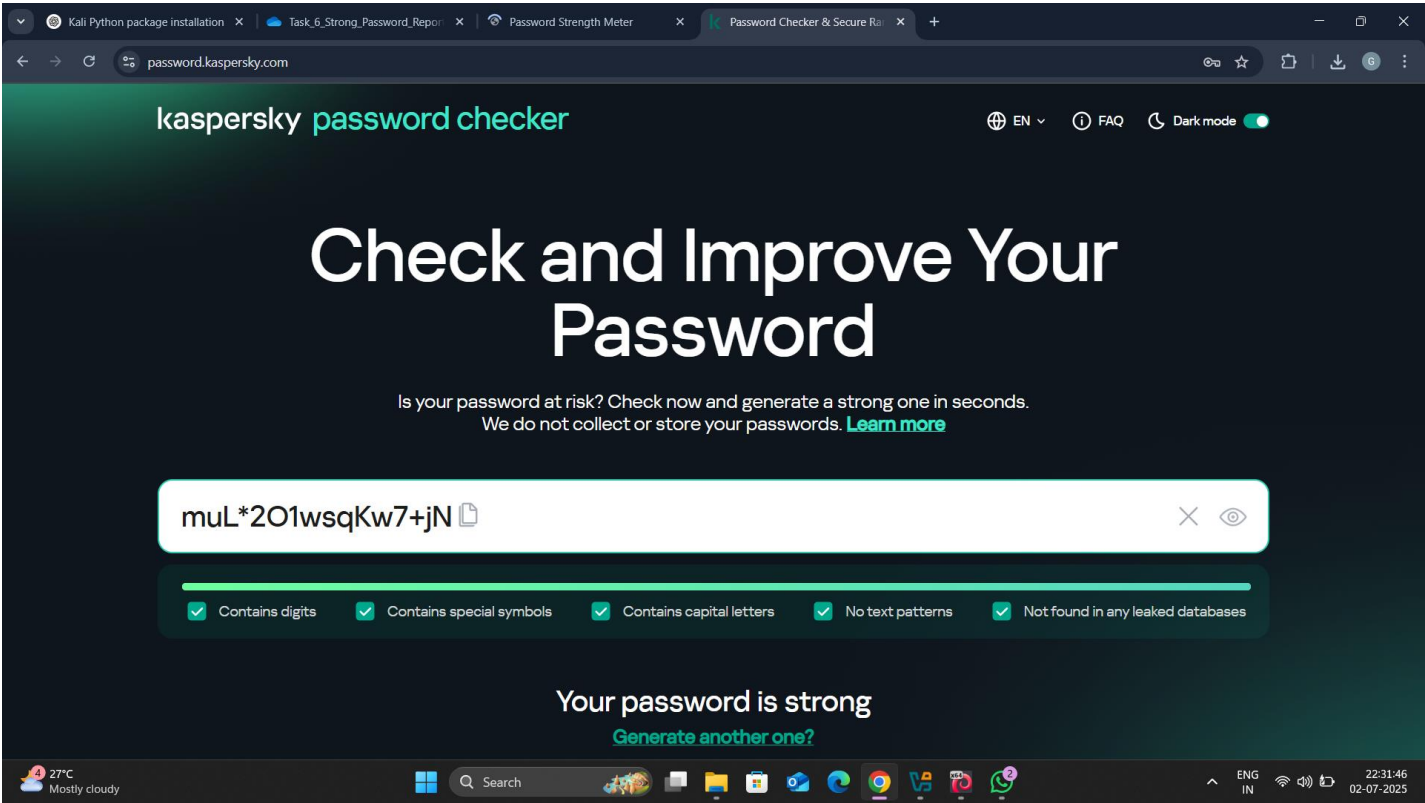 Kali Python package installation
Task_6_Strong_Password_Repor
Password Strength Meter
Password Checker & Secure Ra
password.kaspersky.com
G
kaspersky password checker
EN
FAQ
Dark mode
Check and Improve Your
Password
Is your password at risk? Check now and generate a strong one in seconds.
We do not collect or store your passwords. Learn more
muL*2O1wsqKw7+jN
Contains digits
Contains special symbols
Contains capital letters
No text patterns
Not found in any leaked databases
Your password is strong
Generate another one?
4
27°C
Mostly cloudy
Search
X64
2
ENG
IN
22:31:46
02-07-2025